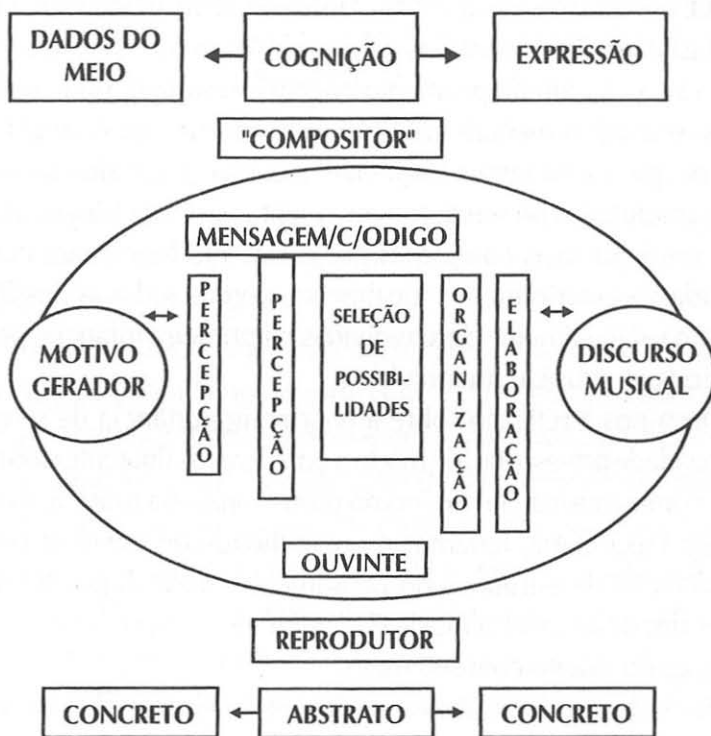 DADOS DO
MEIO
COGNIÇÃO
EXPRESSÃO
"COMPOSITOR"
MENSAGEM/C/ODIGO
MOTIVO
GERADOR
PERCEPÇÃO
PERCEPÇÃO
SELEÇÃO
DE
POSSIBI-
LIDADES
ORGANIZAÇÃO
ELABORAÇÃO
DISCURSO
MUSICAL
OUVINTE
REPRODUTOR
CONCRETO
ABSTRATO
CONCRETO